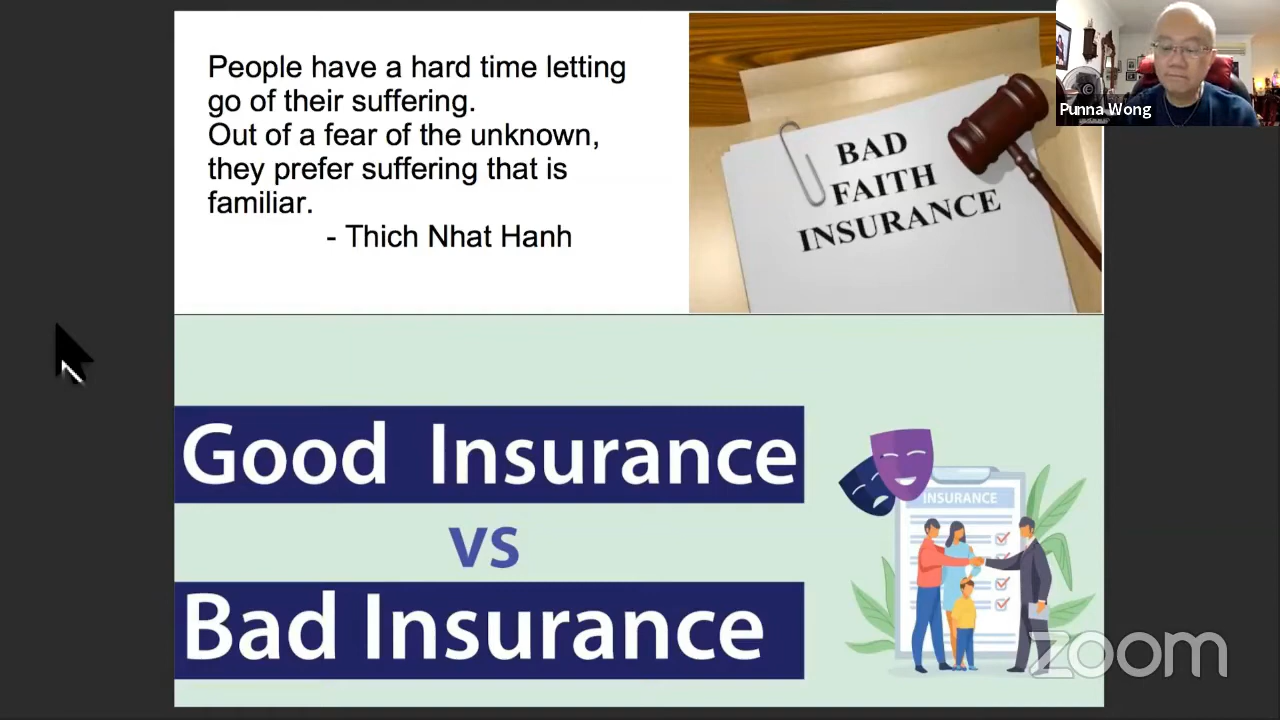 People have a hard time letting
go of their suffering.
Out of a fear of the unknown,
they prefer suffering that is
familiar.
- Thich Nhat Hanh
BAD
FAITH
INSURANCE
Punna Wong
Good Insurance
vs
Bad Insurance
INSURANCE
zoom